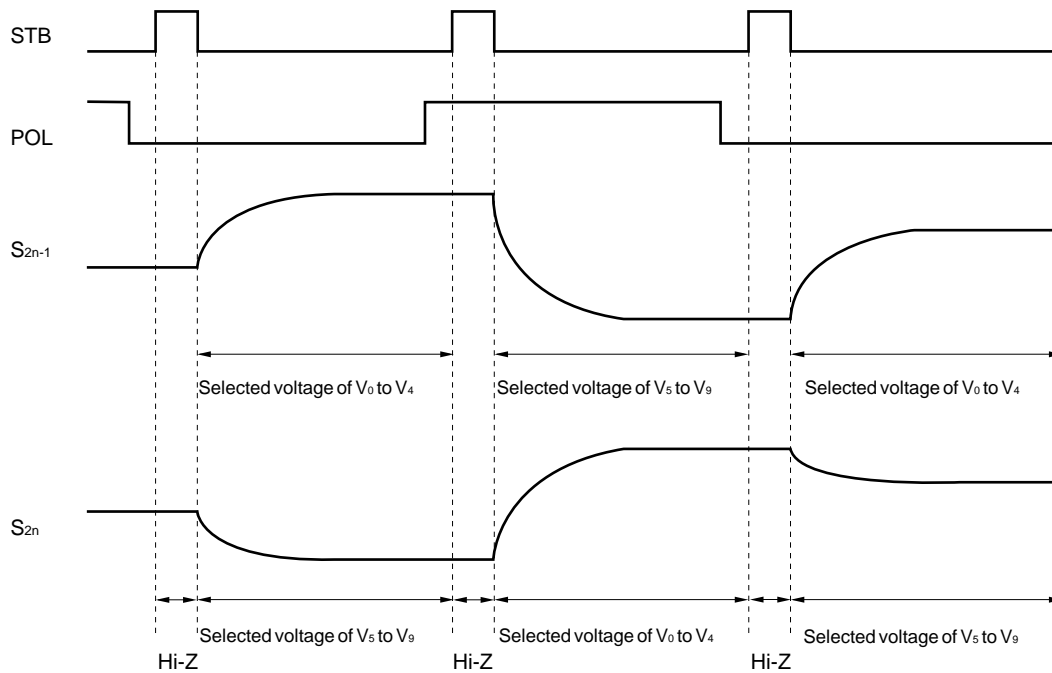 STB
POL
S2n-1
Selected voltage of V0 to V4 Selected voltage of V5 to V9 Selected voltage of V0 to V4
S2n
Selected voltage of V5 to V9 Selected voltage of V0 to V4 Selected voltage of V5 to V9
Hi-Z Hi-Z Hi-Z